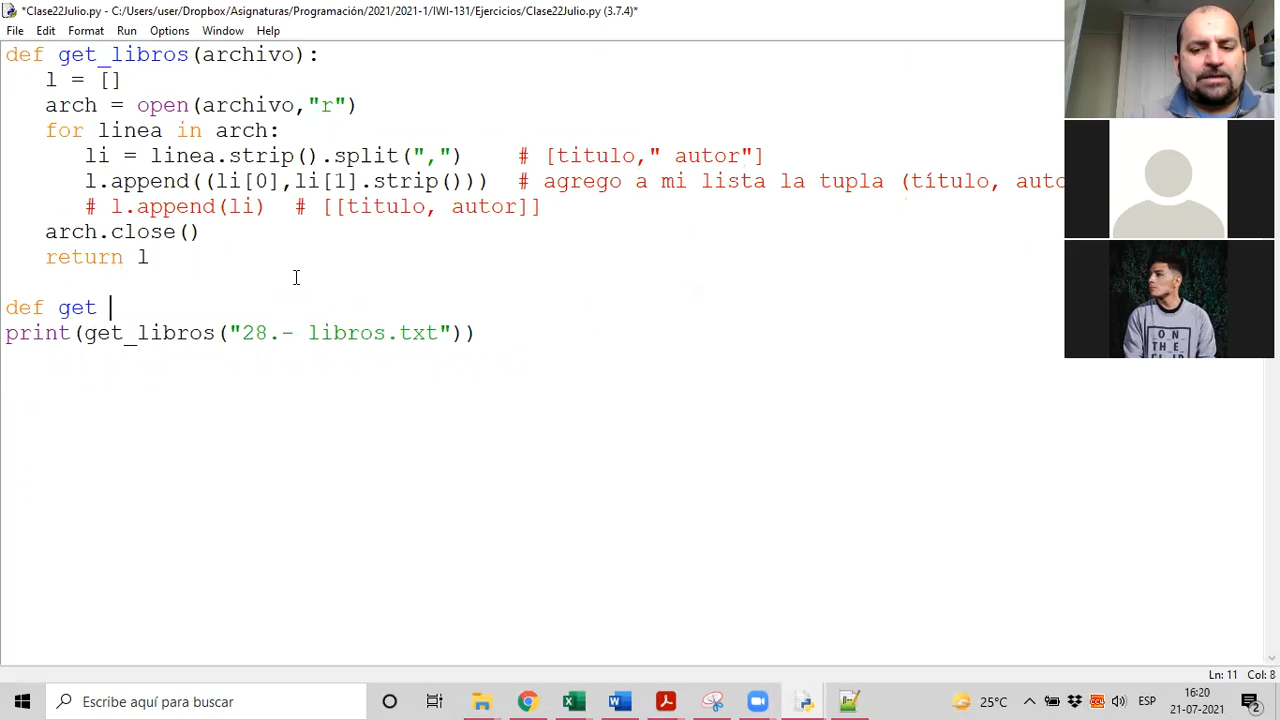 *Clase22Julio.py - C:/Users/user/Dropbox/Asignaturas/Programación/2021/2021-1/IWI-131/Ejercicios/Clase22Julio.py (3.7.4)*
File Edit Format Run Options Window Help
def get_libros(archivo):
l = []
arch = open(archivo,"r")
for linea in arch:
li = linea.strip().split(",") # [titulo," autor"]
l.append((li[0],li[1].strip())) # agrego a mi lista la tupla (título, auto
# l.append(li) # [[titulo, autor]]
arch.close()
return l
def get
print(get_libros("28.- libros.txt"))
ON
THE
Ln: 11 Col: 8
Escribe aquí para buscar
25°C
ESP
16:20
21-07-2021
2